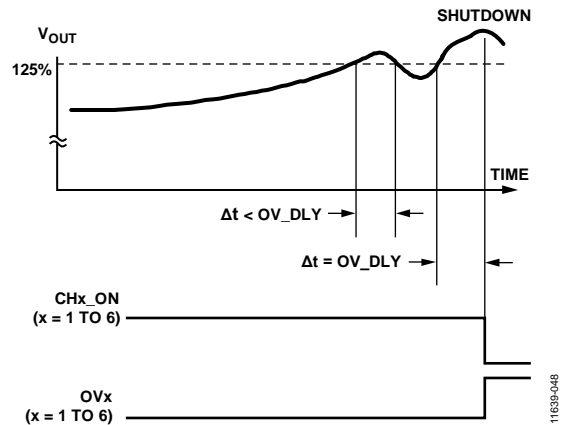 SHUTDOWN
VOUT
125%
TIME
Δt < OV_DLY
Δt = OV_DLY
CHx_ON
(x = 1 TO 6)
OVx
(x = 1 TO 6)
11639-048